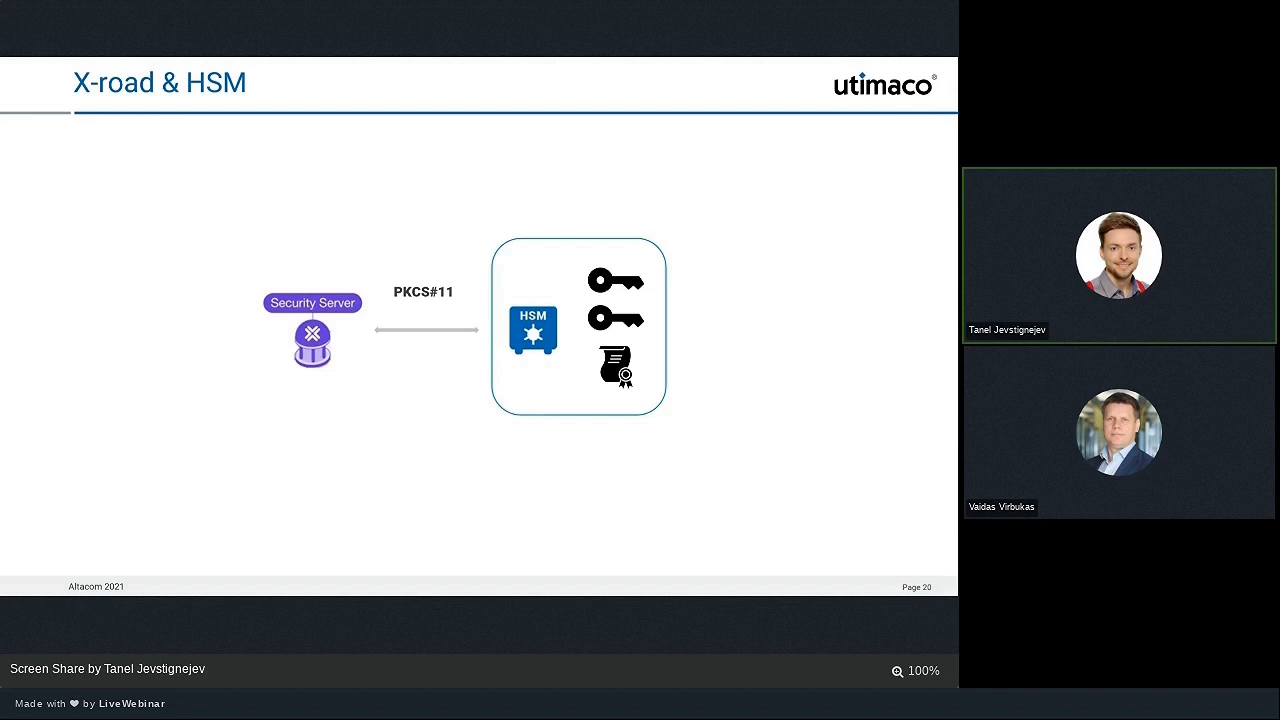 X-road & HSM
utimaco®
Security Server
PKCS#11
HSM
Altacom 2021
Page 20
Tanel Jevstignejev
Vaidas Virbukas
Screen Share by Tanel Jevstignejev
100%
Made with ❤ by LiveWebinar